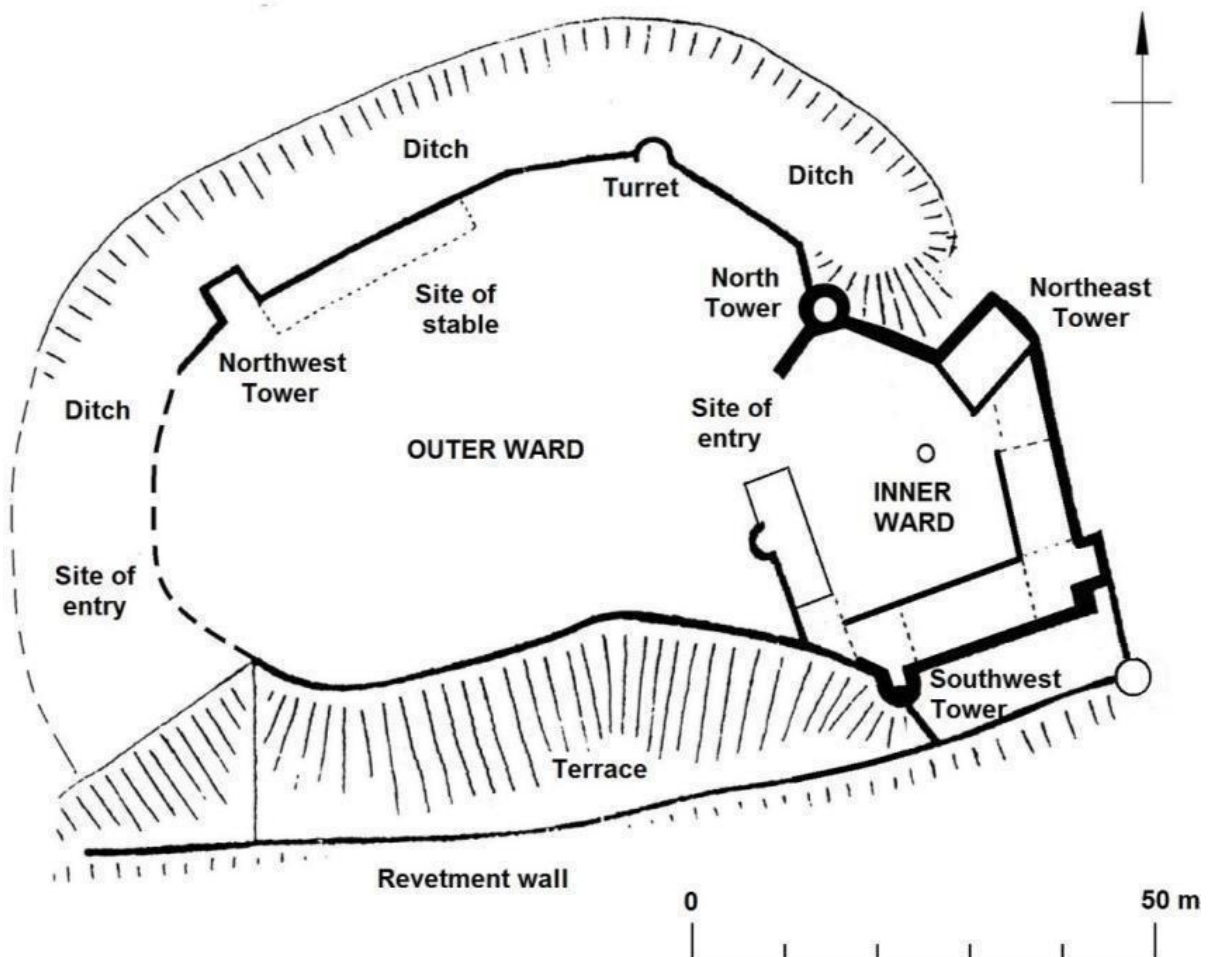 Ditch
Turret
Ditch
North
Tower
Northeast
Tower
Site of
stable
Northwest
Tower
Ditch
Site of
entry
OUTER WARD
INNER
WARD
Site of
entry
Southwest
Tower
Terrace
Revetment wall
0
50 m